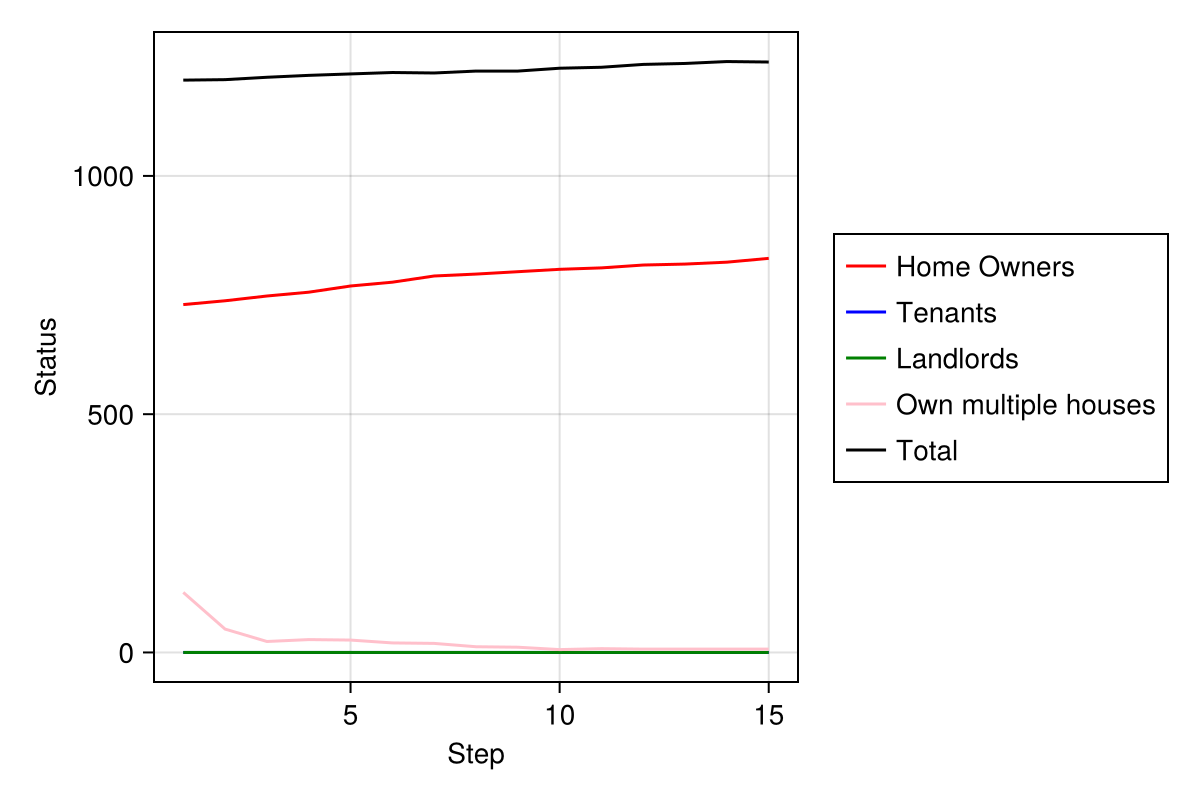 1000
500
0
5
10
15
Status
Step
Home Owners
Tenants
Landlords
Own multiple houses
Total